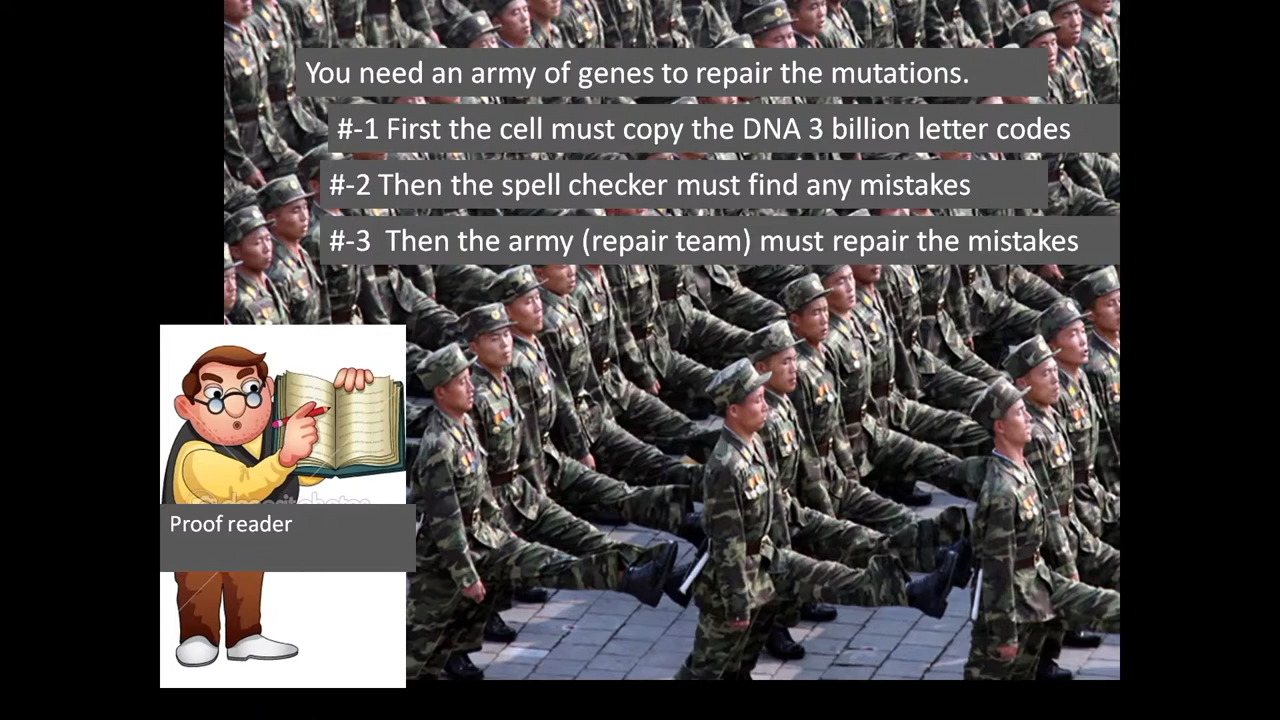 You need an army of genes to repair the mutations.
#-1 First the cell must copy the DNA 3 billion letter codes
#-2 Then the spell checker must find any mistakes
#-3  Then the army (repair team) must repair the mistakes
depositphotos
Proof reader